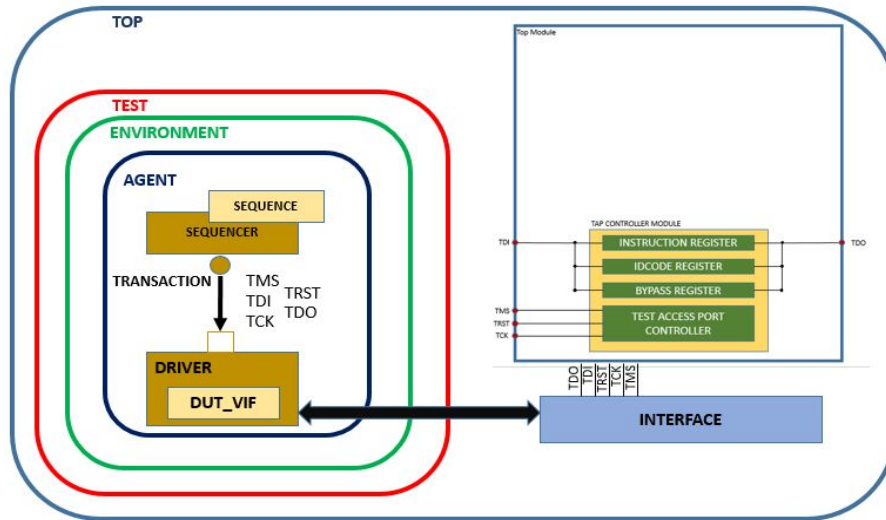 TOP
Top Module
TEST
ENVIRONMENT
AGENT
SEQUENCE
SEQUENCER
TRANSACTION
TMS
TDI
TCK
TRST
TDO
DRIVER
DUT_VIF
TAP CONTROLLER MODULE
TDI
INSTRUCTION REGISTER
TDO
IDCODE REGISTER
BYPASS REGISTER
TMS
TRST
TCK
TEST ACCESS PORT
CONTROLLER
TDO
TDI
TRST
TCK
TMS
INTERFACE